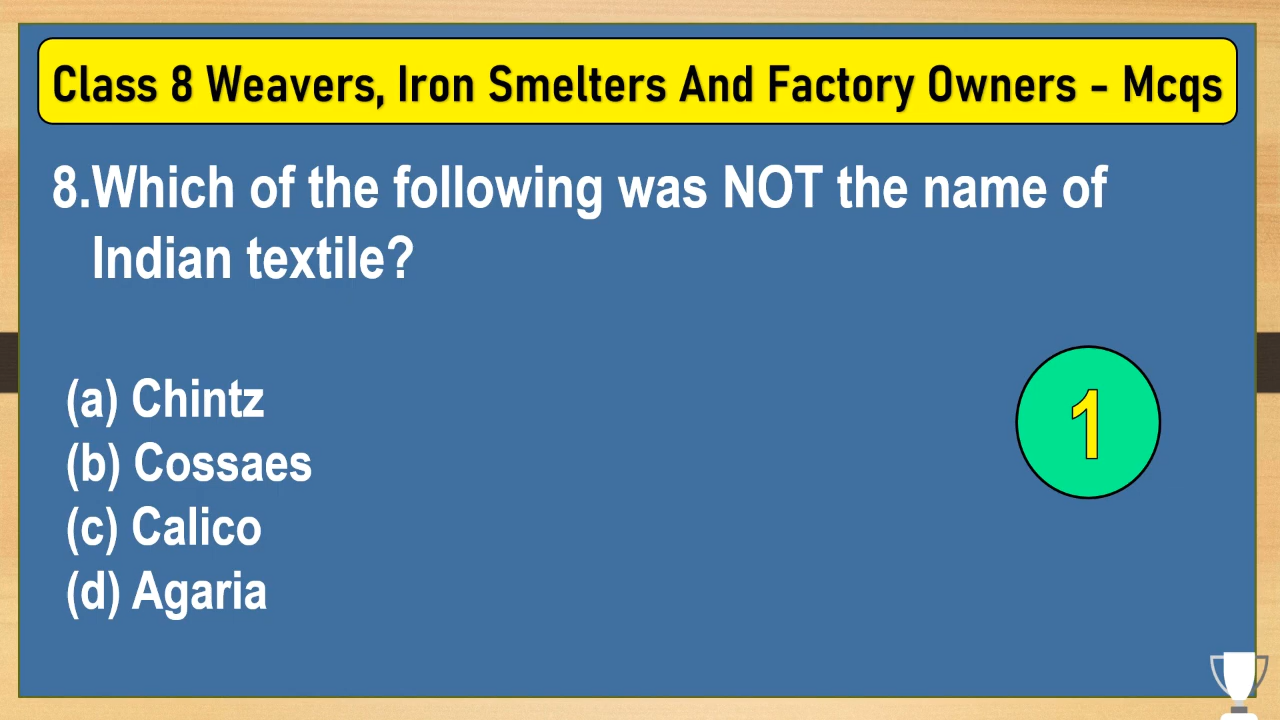 Class 8 Weavers, Iron Smelters And Factory Owners - Mcqs
8.Which of the following was NOT the name of
Indian textile?
(a) Chintz
(b) Cossaes
(c) Calico
1
(d) Agaria